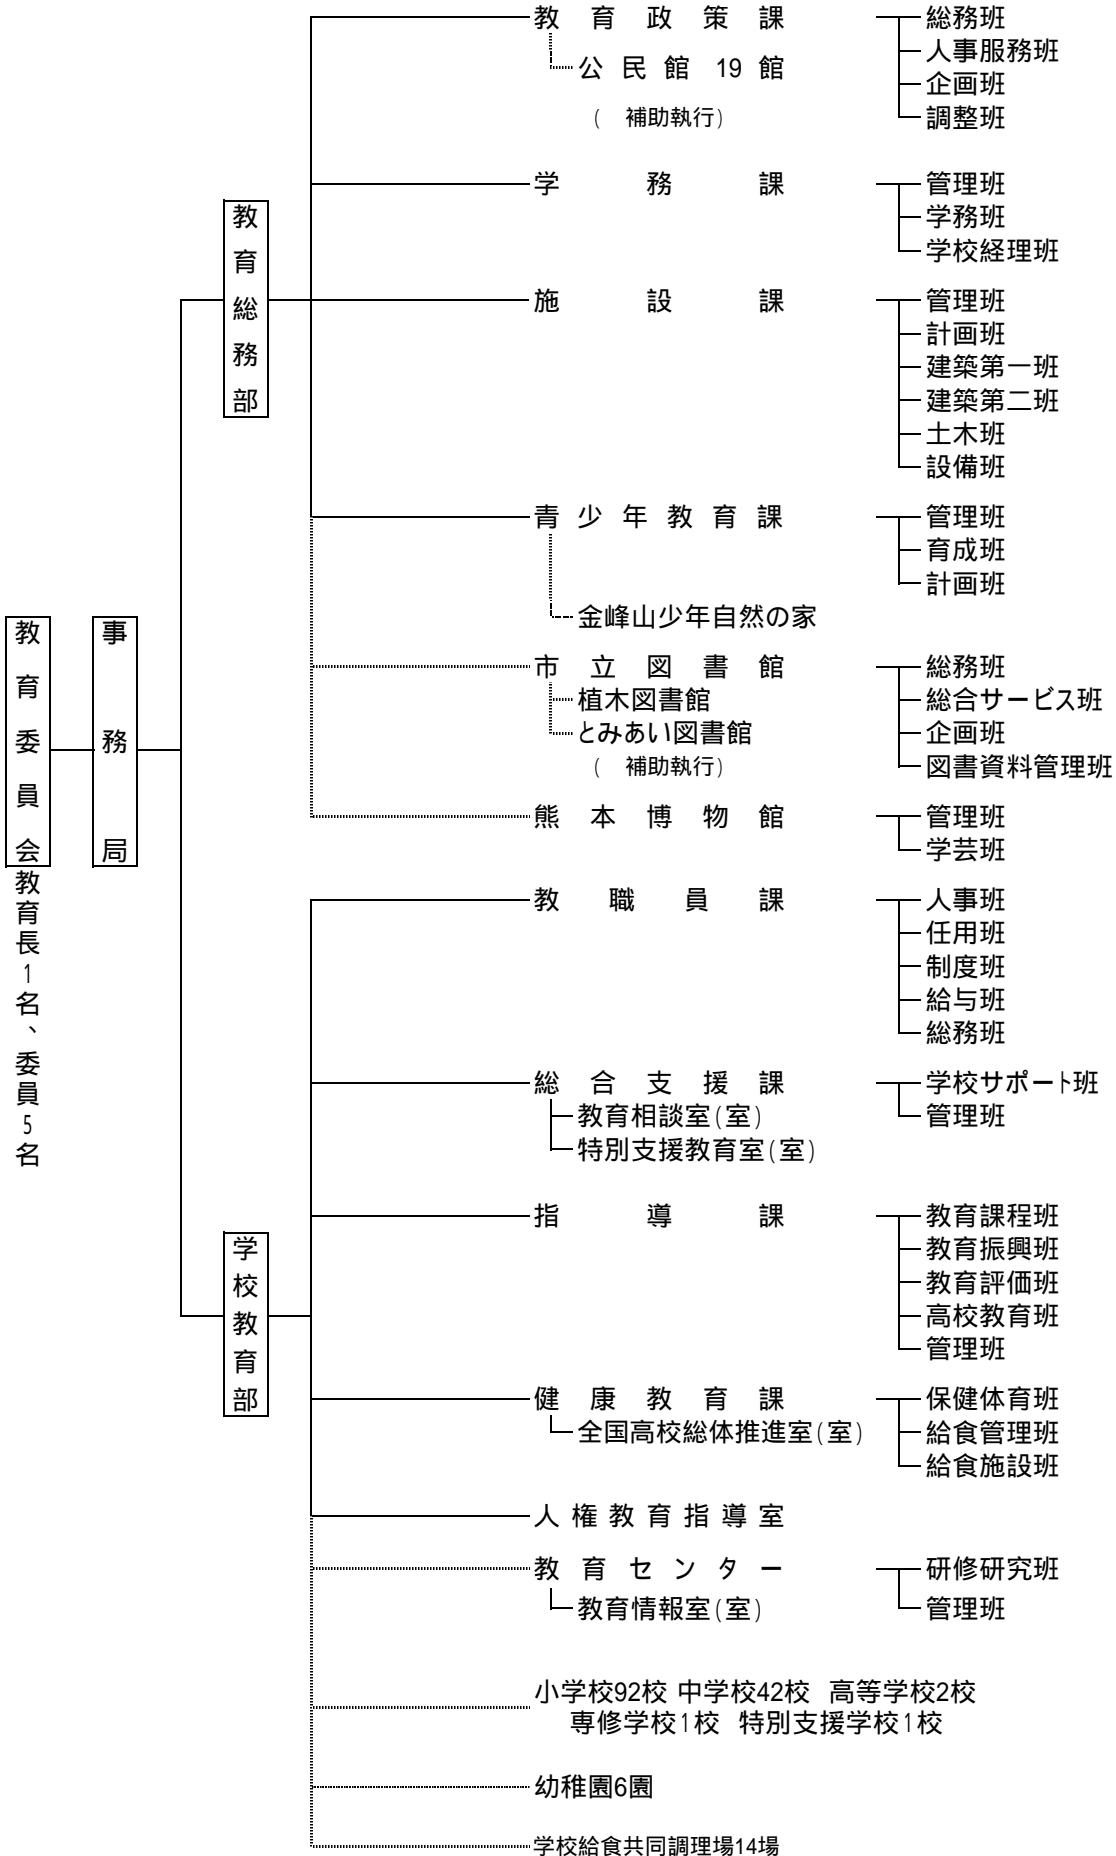 教育委員会
教育長1名、委員5名
事務局
教育総務部
教育政策課
総務班
人事服務班
公民館 19 館
企画班
( 補助執行)
調整班
学務課
管理班
学務班
学校経理班
施設課
管理班
計画班
建築第一班
建築第二班
土木班
設備班
青少年教育課
管理班
育成班
計画班
金峰山少年自然の家
市立図書館
総務班
植木図書館
総合サービス班
とみあい図書館
企画班
( 補助執行)
図書資料管理班
熊本博物館
管理班
学芸班
学校教育部
教職員課
人事班
任用班
制度班
給与班
総務班
総合支援課
学校サポート班
教育相談室(室)
管理班
特別支援教育室(室)
指導課
教育課程班
教育振興班
教育評価班
高校教育班
管理班
健康教育課
保健体育班
全国高校総体推進室(室)
給食管理班
給食施設班
人権教育指導室
教育センター
研修研究班
教育情報室(室)
管理班
小学校92校 中学校42校 高等学校2校
専修学校1校 特別支援学校1校
幼稚園6園
学校給食共同調理場14場